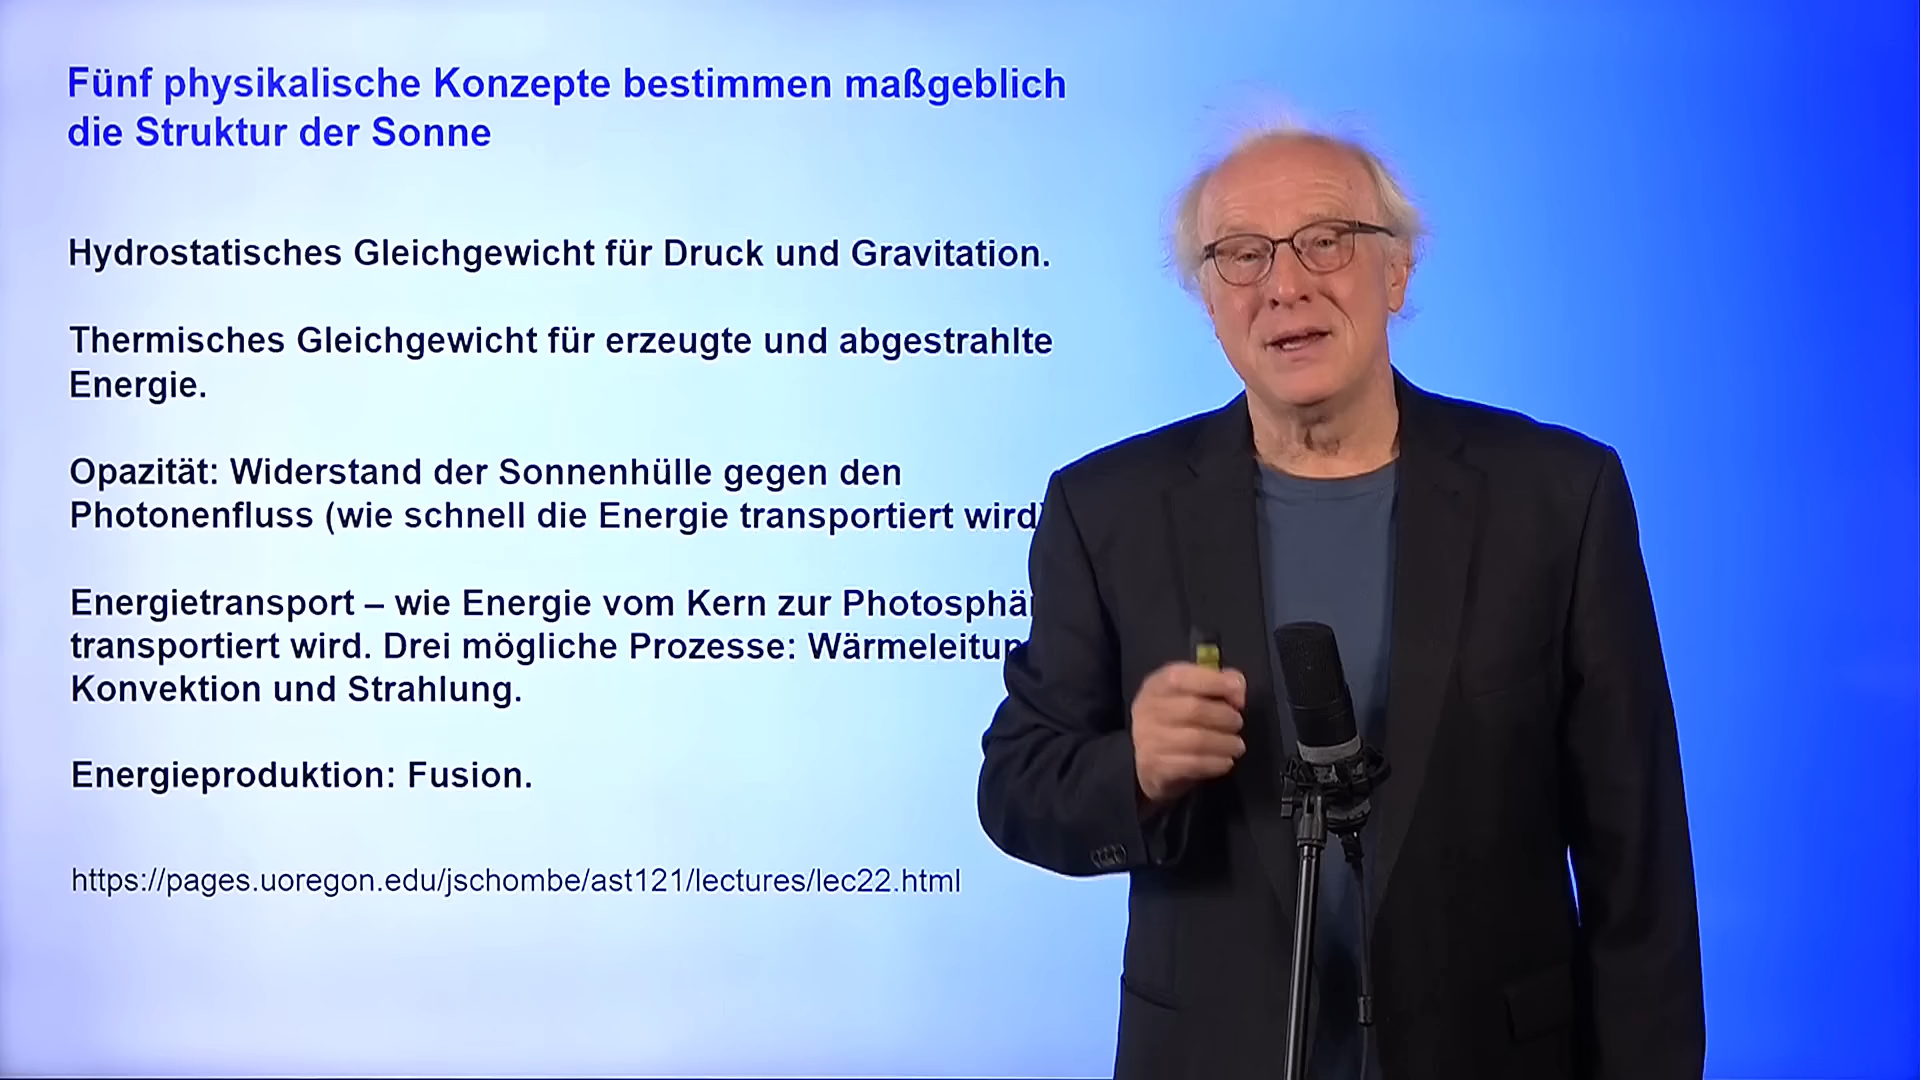 Fünf physikalische Konzepte bestimmen maßgeblich
die Struktur der Sonne
Hydrostatisches Gleichgewicht für Druck und Gravitation.
Thermisches Gleichgewicht für erzeugte und abgestrahlte
Energie.
Opazität: Widerstand der Sonnenhülle gegen den
Photonenfluss (wie schnell die Energie transportiert wird)
Energietransport – wie Energie vom Kern zur
transportiert wird. Drei mögliche Prozesse:
Konvektion und Strahlung.
Energieproduktion: Fusion.
https://pages.uoregon.edu/jschombe/ast121/lectures/lec22.html